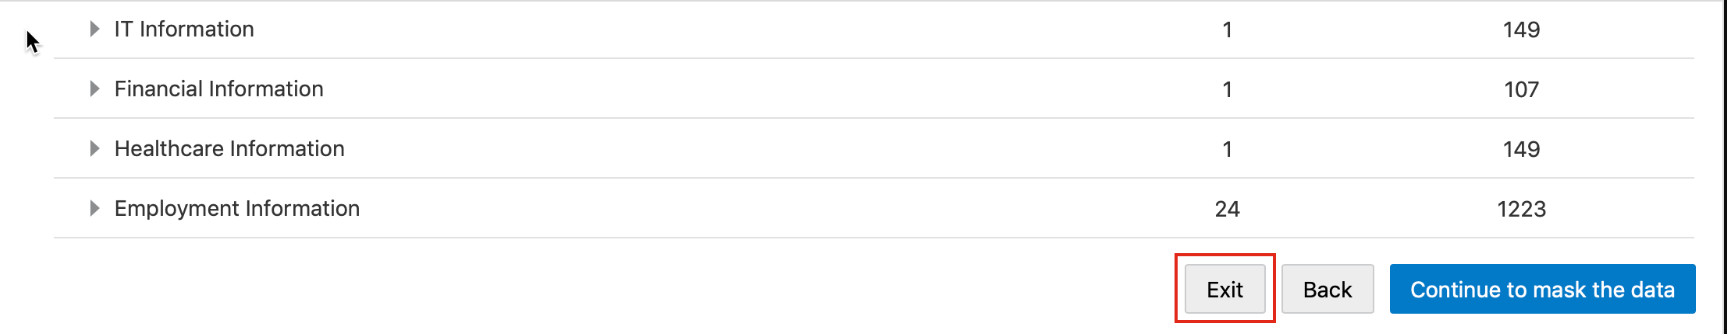 IT Information 1 149
Financial Information 1 107
Healthcare Information 1 149
Employment Information 24 1223
Exit Back Continue to mask the data